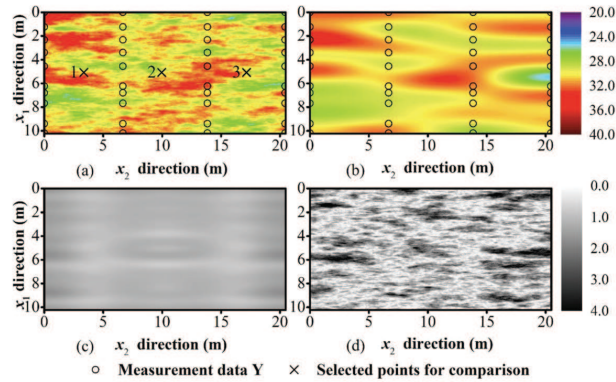 0
2
4
6
8
10
x₁ direction (m)
1 × 2 × 3 ×
0 5 10 15 20
(a) x₂ direction (m)
0
2
4
6
8
10
0 5 10 15 20
(b) x₂ direction (m)
20.0
24.0
28.0
32.0
36.0
40.0
0
2
4
6
8
10
x₁ direction (m)
0 5 10 15 20
(c) x₂ direction (m)
0
2
4
6
8
10
0 5 10 15 20
(d) x₂ direction (m)
0.0
1.0
2.0
3.0
4.0
○ Measurement data Y × Selected points for comparison